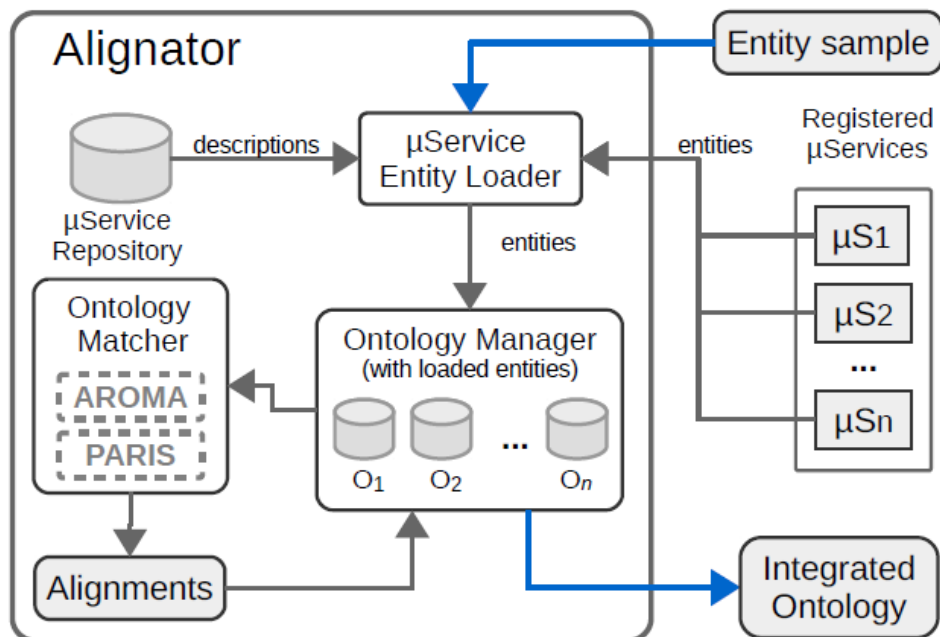 Alignator
Entity sample
descriptions
µService
Entity Loader
entities
Registered
µServices
µService
Repository
entities
µS1
µS2
...
µSn
Ontology
Matcher
AROMA
PARIS
Ontology Manager
(with loaded entities)
...
O1
O2
On
Alignments
Integrated
Ontology